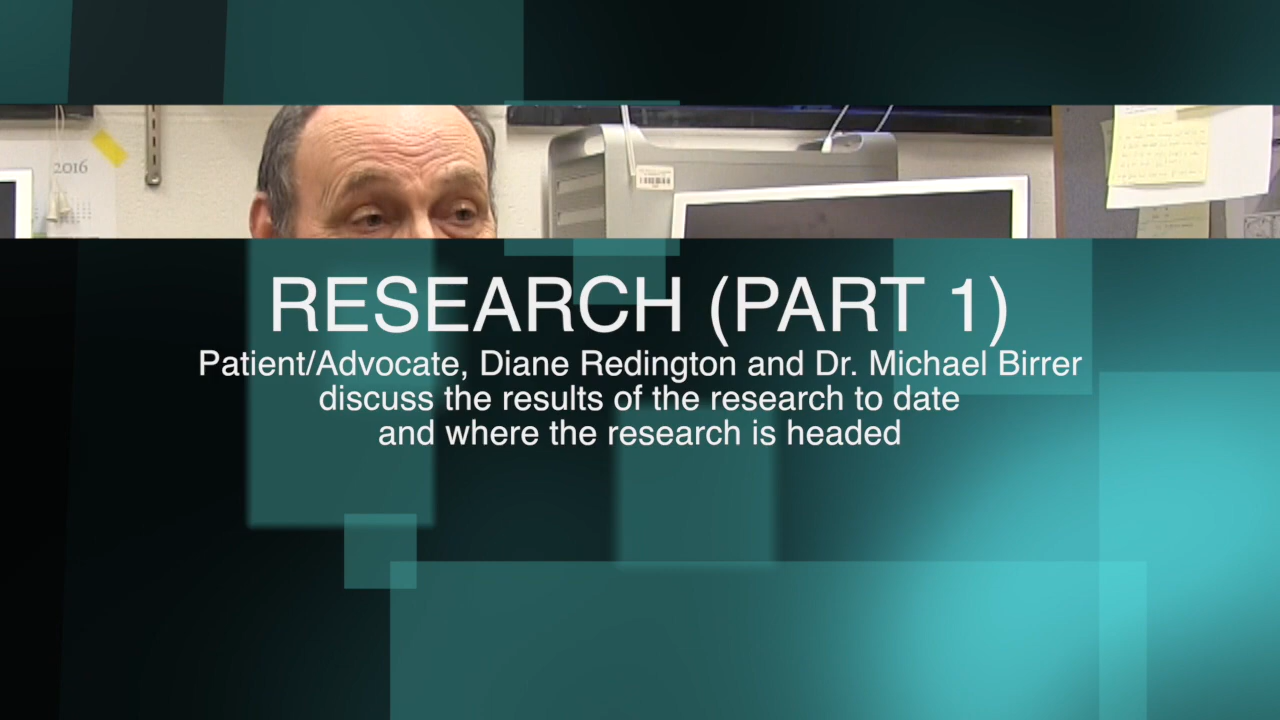 2016
RESEARCH (PART 1)
Patient/Advocate, Diane Redington and Dr. Michael Birrer
discuss the results of the research to date
and where the research is headed